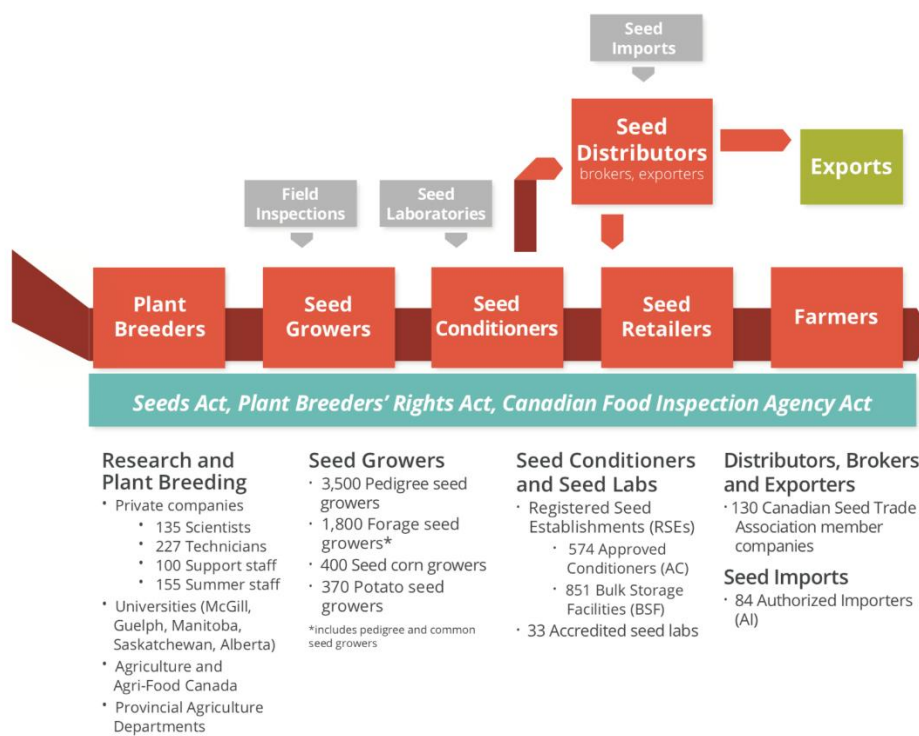 Seed
Imports
Seed
Distributors
brokers, exporters
Exports
Field
Inspections
Seed
Laboratories
Plant
Breeders
Seed
Growers
Seed
Conditioners
Seed
Retailers
Farmers
Seeds Act, Plant Breeders’ Rights Act, Canadian Food Inspection Agency Act
Research and
Plant Breeding
• Private companies
• 135 Scientists
• 227 Technicians
• 100 Support staff
• 155 Summer staff
• Universities (McGill,
Guelph, Manitoba,
Saskatchewan, Alberta)
• Agriculture and
Agri-Food Canada
• Provincial Agriculture
Departments
Seed Growers
· 3,500 Pedigree seed
growers
· 1,800 Forage seed
growers*
· 400 Seed corn growers
· 370 Potato seed
growers
*includes pedigree and common
seed growers
Seed Conditioners
and Seed Labs
· Registered Seed
Establishments (RSEs)
· 574 Approved
Conditioners (AC)
· 851 Bulk Storage
Facilities (BSF)
· 33 Accredited seed labs
Distributors, Brokers
and Exporters
· 130 Canadian Seed Trade
Association member
companies
Seed Imports
· 84 Authorized Importers
(AI)